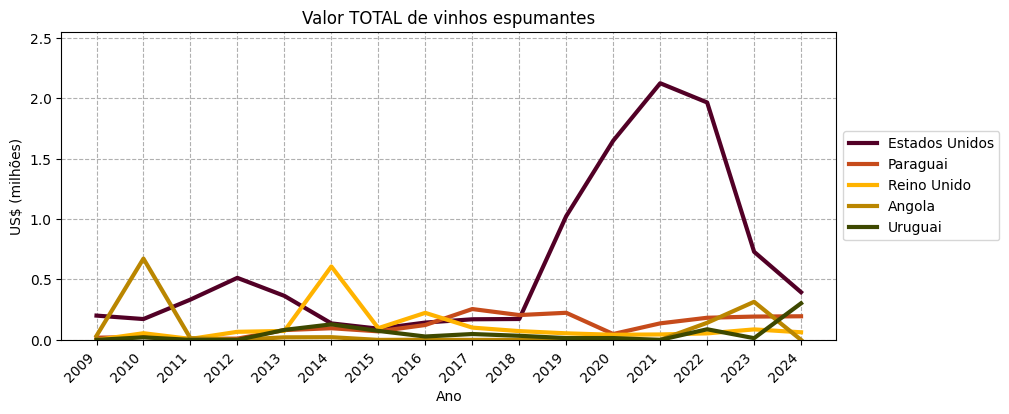 Valor TOTAL de vinhos espumantes
US$ (milhões)
2.5
2.0
1.5
1.0
0.5
0.0
2009 2010 2011 2012 2013 2014 2015 2016 2017 2018 2019 2020 2021 2022 2023 2024
Ano
Estados Unidos
Paraguai
Reino Unido
Angola
Uruguai